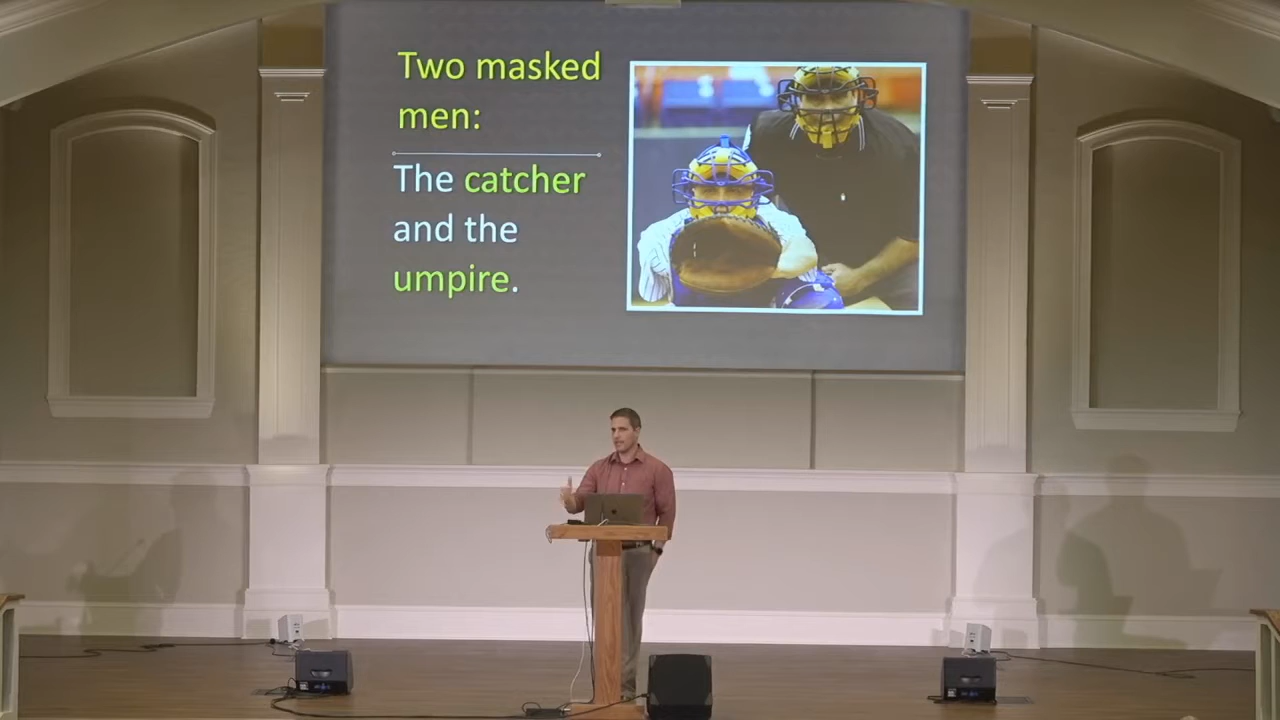 Two masked
men:
The catcher
and the
umpire.